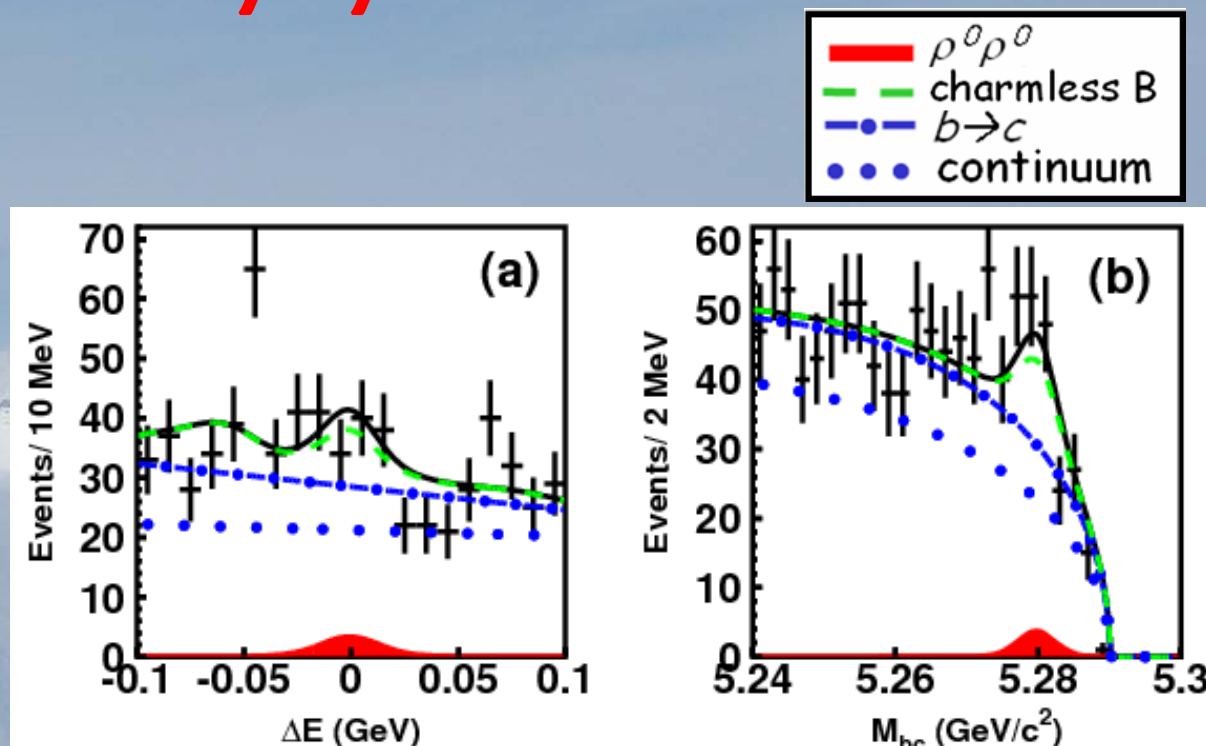 ρ⁰ρ⁰
charmless B
b→c
continuum
(a)
Events/ 10 MeV
70
60
50
40
30
20
10
0
-0.1 -0.05 0 0.05 0.1
ΔE (GeV)
(b)
Events/ 2 MeV
60
50
40
30
20
10
0
5.24 5.26 5.28 5.3
M_bc (GeV/c²)